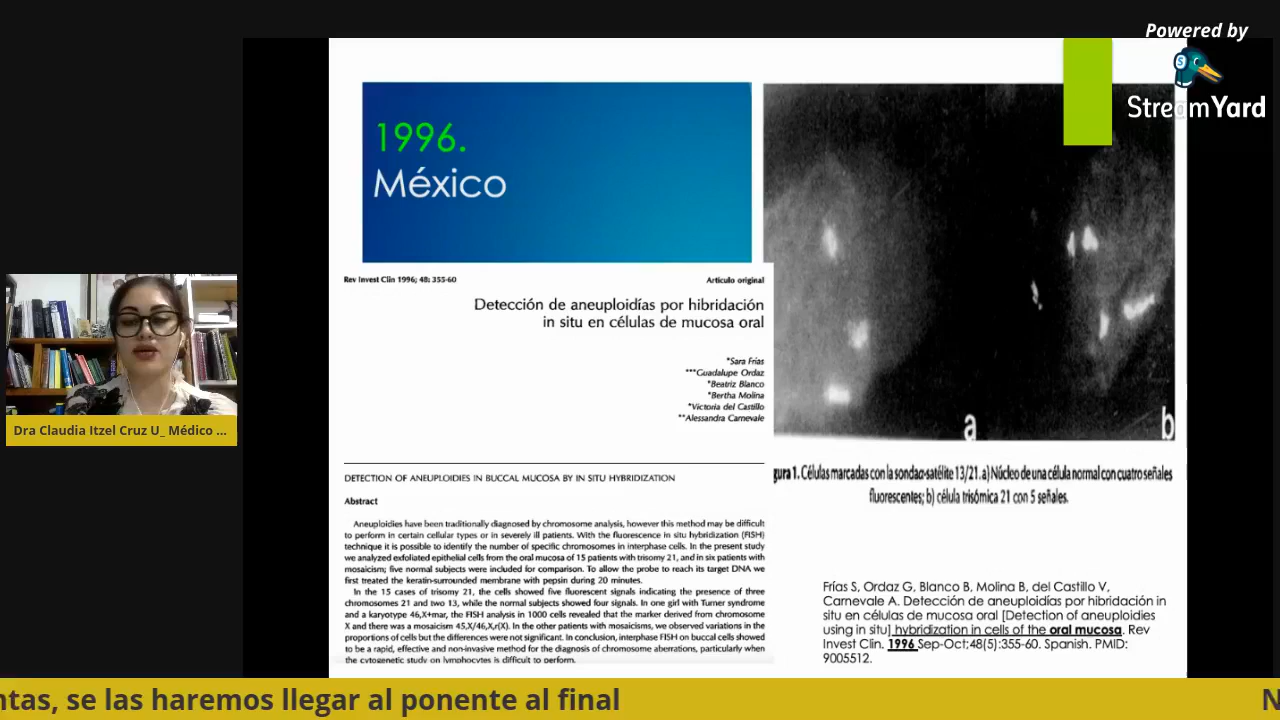 Powered by
StreamYard
1996.
México
Rev Invest Clin 1996; 48: 355-60
Artículo original
Detección de aneuploidías por hibridación
in situ en células de mucosa oral
*Sara Frías
***Guadalupe Ordaz
*Beatriz Blanco
*Bertha Molina
*Victoria del Castillo
**Alessandra Carnevale
DETECTION OF ANEUPLOIDIES IN BUCCAL MUCOSA BY IN SITU HYBRIDIZATION
Abstract
Aneuploidies have been traditionally diagnosed by chromosome analysis, however this method may be difficult
to perform in certain cellular types or in severely ill patients. With the fluorescence in situ hybridization (FISH)
technique it is possible to identify the number of specific chromosomes in interphase cells. In the present study
we analyzed exfoliated epithelial cells from the oral mucosa of 15 patients with trisomy 21, and in six patients with
mosaicism; five normal subjects were included for comparison. To allow the probe to reach its target DNA we
first treated the keratin-surrounded membrane with pepsin during 20 minutes.
In the 15 cases of trisomy 21, the cells showed five fluorescent signals indicating the presence of three
chromosomes 21 and two 13, while the normal subjects showed four signals. In one girl with Turner syndrome
and a karyotype 46,X+mar, the FISH analysis in 1000 cells revealed that the marker derived from chromosome
X and there was a mosaicism 45,X/46,X,r(X). In the other patients with mosaicisms, we observed variations in the
proportions of cells but the differences were not significant. In conclusion, interphase FISH on buccal cells showed
to be a rapid, effective and non-invasive method for the diagnosis of chromosome aberrations, particularly when
the cytogenetic study on lymphocytes is difficult to perform.
a
b
gura 1. Células marcadas con la sonda α-satélite 13/21. a) Núcleo de una célula normal con cuatro señales
fluorescentes; b) célula trisómica 21 con 5 señales.
Frías S, Ordaz G, Blanco B, Molina B, del Castillo V,
Carnevale A. Detección de aneuploidías por hibridación in
situ en células de mucosa oral [Detection of aneuploidies
using in situ] hybridization in cells of the oral mucosa. Rev
Invest Clin. 1996 Sep-Oct;48(5):355-60. Spanish. PMID:
9005512.
Dra Claudia Itzel Cruz U_ Médico ...
ntas, se las haremos llegar al ponente al final
N